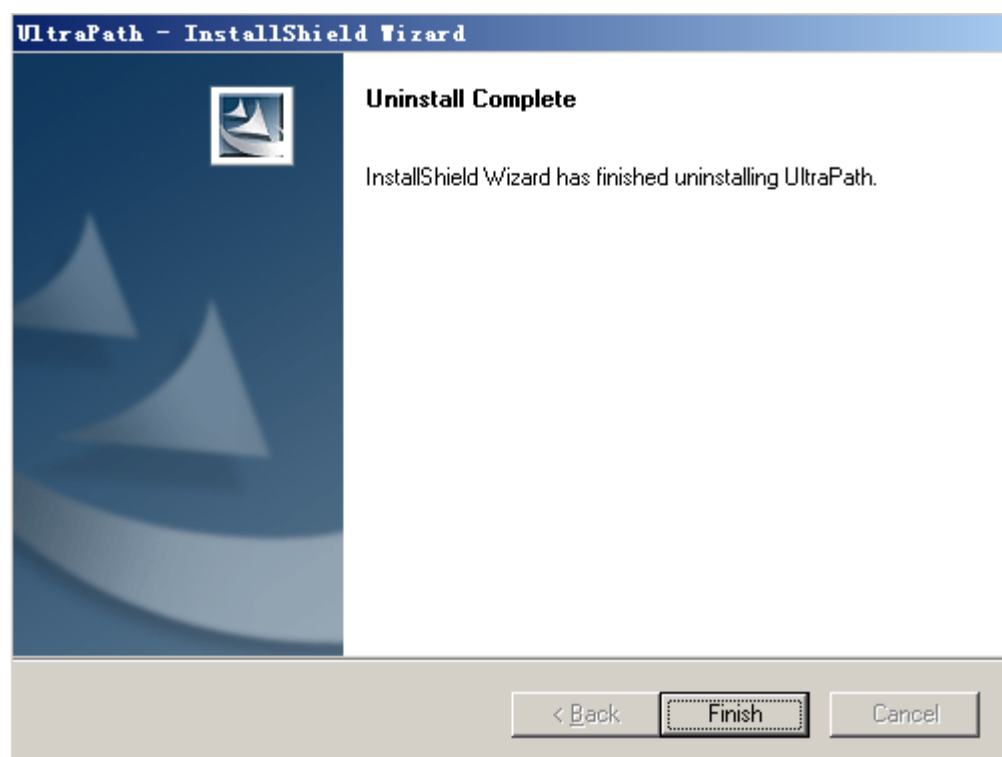 UltraPath - InstallShield Wizard
Uninstall Complete
InstallShield Wizard has finished uninstalling UltraPath.
< Back Finish Cancel